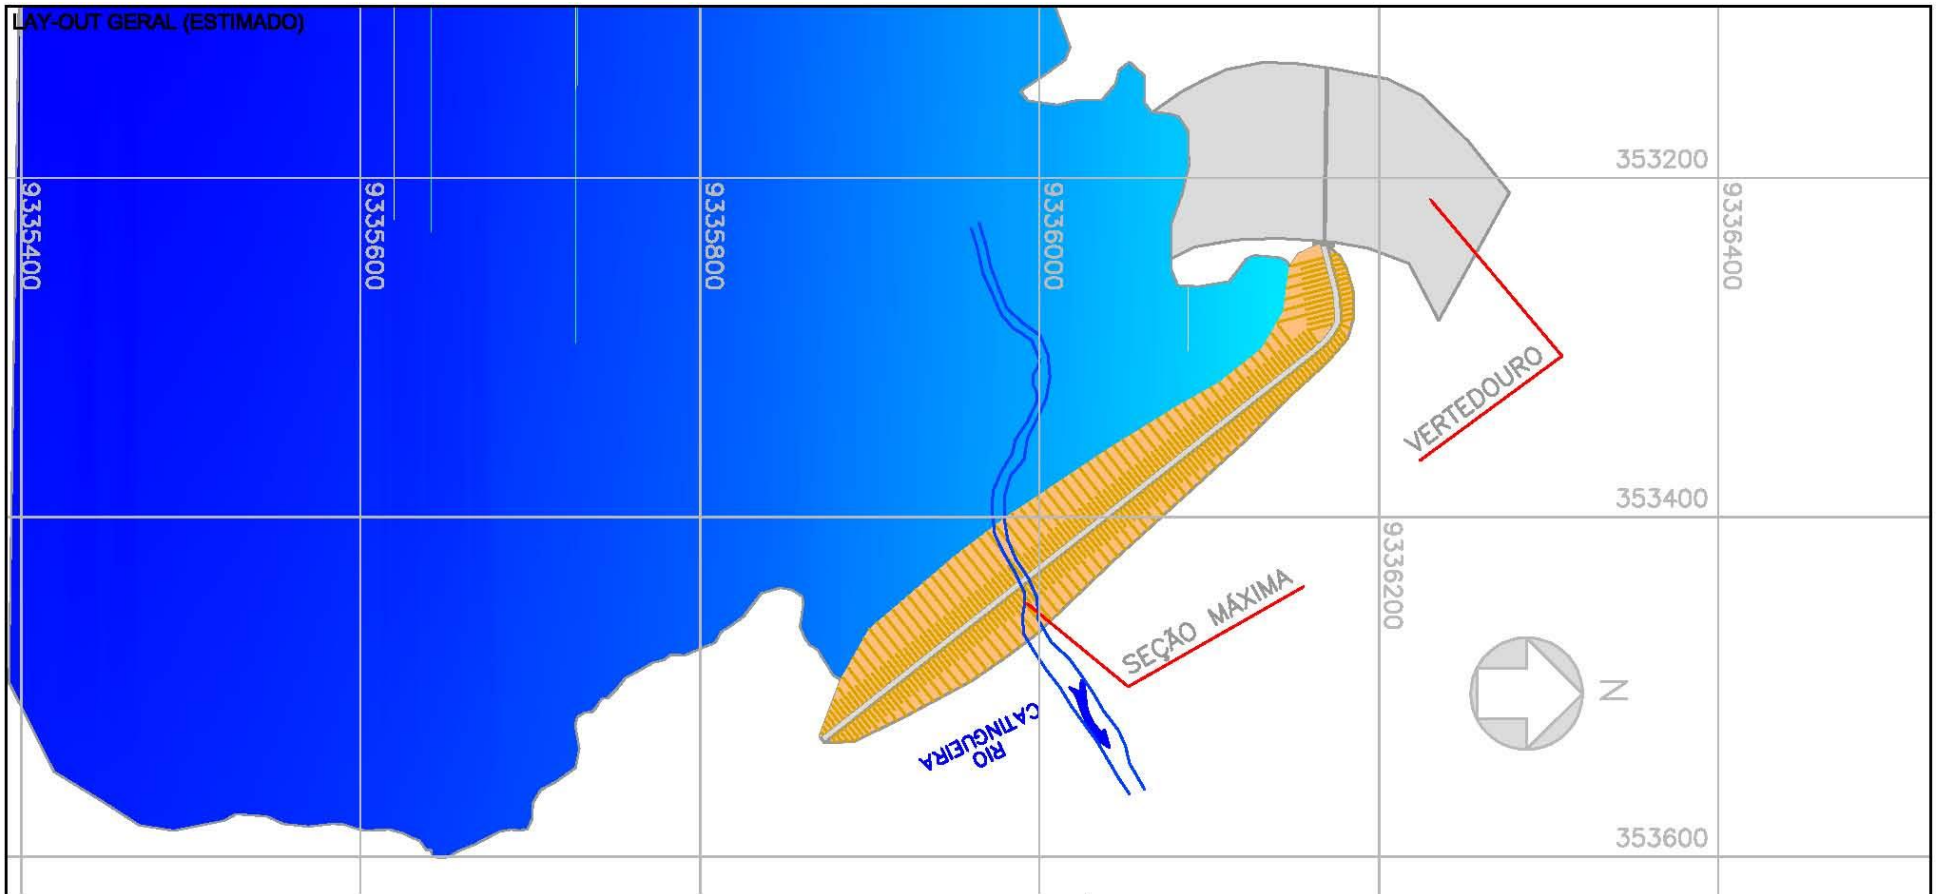 LAY-OUT GERAL (ESTIMADO)
353200
9335400
9335600
9335800
9336000
9336400
VERTEDOURO
353400
9336200
SEÇÃO MÁXIMA
N
RIO
CATINGUEIRA
353600